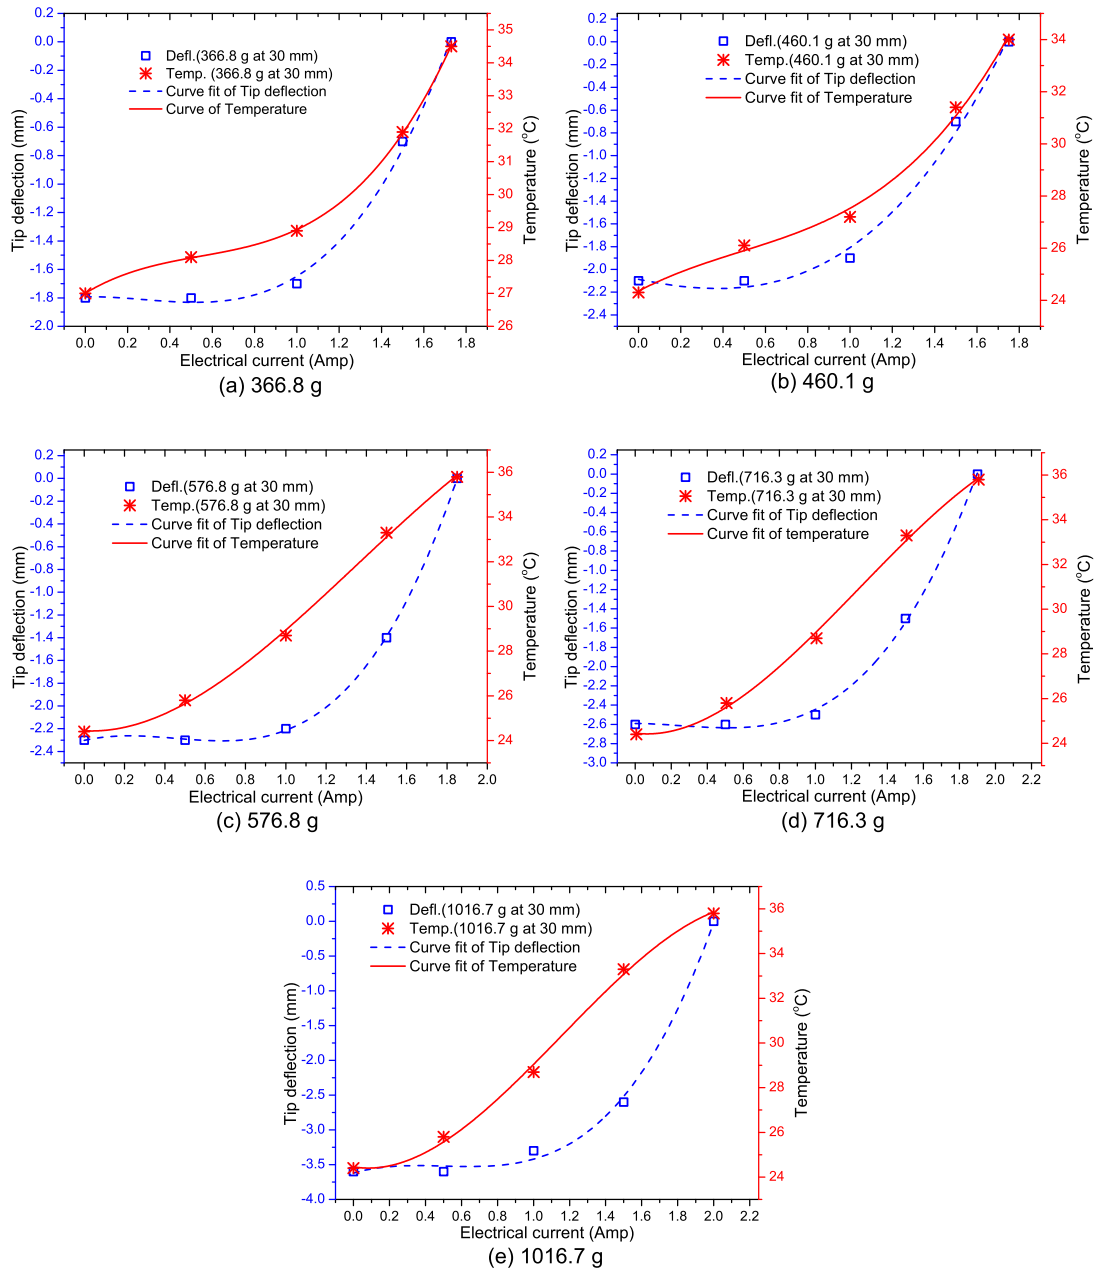 0.2
0.0
-0.2
-0.4
-0.6
-0.8
-1.0
-1.2
-1.4
-1.6
-1.8
-2.0
Tip deflection (mm)
Defl.(366.8 g at 30 mm)
Temp. (366.8 g at 30 mm)
Curve fit of Tip deflection
Curve of Temperature
35
34
33
32
31
30
29
28
27
26
Temperature (°C)
0.0 0.2 0.4 0.6 0.8 1.0 1.2 1.4 1.6 1.8
Electrical current (Amp)
(a) 366.8 g
0.2
0.0
-0.2
-0.4
-0.6
-0.8
-1.0
-1.2
-1.4
-1.6
-1.8
-2.0
-2.2
-2.4
Tip deflection (mm)
Defl.(460.1 g at 30 mm)
Temp.(460.1 g at 30 mm)
Curve fit of Tip deflection
Curve fit of Temperature
34
32
30
28
26
24
Temperature (°C)
0.0 0.2 0.4 0.6 0.8 1.0 1.2 1.4 1.6 1.8
Electrical current (Amp)
(b) 460.1 g
0.2
0.0
-0.2
-0.4
-0.6
-0.8
-1.0
-1.2
-1.4
-1.6
-1.8
-2.0
-2.2
-2.4
Tip deflection (mm)
Defl.(576.8 g at 30 mm)
Temp.(576.8 g at 30 mm)
Curve fit of Tip deflection
Curve fit of Temperature
36
34
32
30
28
26
24
Temperature (°C)
0.0 0.2 0.4 0.6 0.8 1.0 1.2 1.4 1.6 1.8 2.0
Electrical current (Amp)
(c) 576.8 g
0.2
0.0
-0.2
-0.4
-0.6
-0.8
-1.0
-1.2
-1.4
-1.6
-1.8
-2.0
-2.2
-2.4
-2.6
-2.8
-3.0
Tip deflection (mm)
Defl.(716.3 g at 30 mm)
Temp.(716.3 g at 30 mm)
Curve fit of Tip deflection
Curve fit of temperature
36
34
32
30
28
26
24
Temperature (°C)
0.0 0.2 0.4 0.6 0.8 1.0 1.2 1.4 1.6 1.8 2.0 2.2
Electrical current (Amp)
(d) 716.3 g
0.5
0.0
-0.5
-1.0
-1.5
-2.0
-2.5
-3.0
-3.5
-4.0
Tip deflection (mm)
Defl.(1016.7 g at 30 mm)
Temp.(1016.7 g at 30 mm)
Curve fit of Tip deflection
Curve fit of Temperature
36
34
32
30
28
26
24
Temperature (°C)
0.0 0.2 0.4 0.6 0.8 1.0 1.2 1.4 1.6 1.8 2.0 2.2
Electrical current (Amp)
(e) 1016.7 g